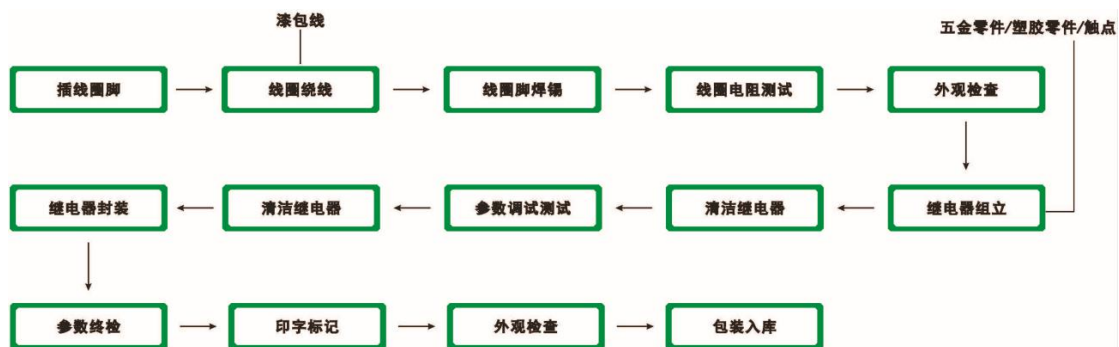 漆包线
五金零件/塑胶零件/触点
插线圈脚
线圈绕线
线圈脚焊锡
线圈电阻测试
外观检查
继电器组立
清洁继电器
参数调试测试
清洁继电器
继电器封装
参数终检
印字标记
外观检查
包装入库